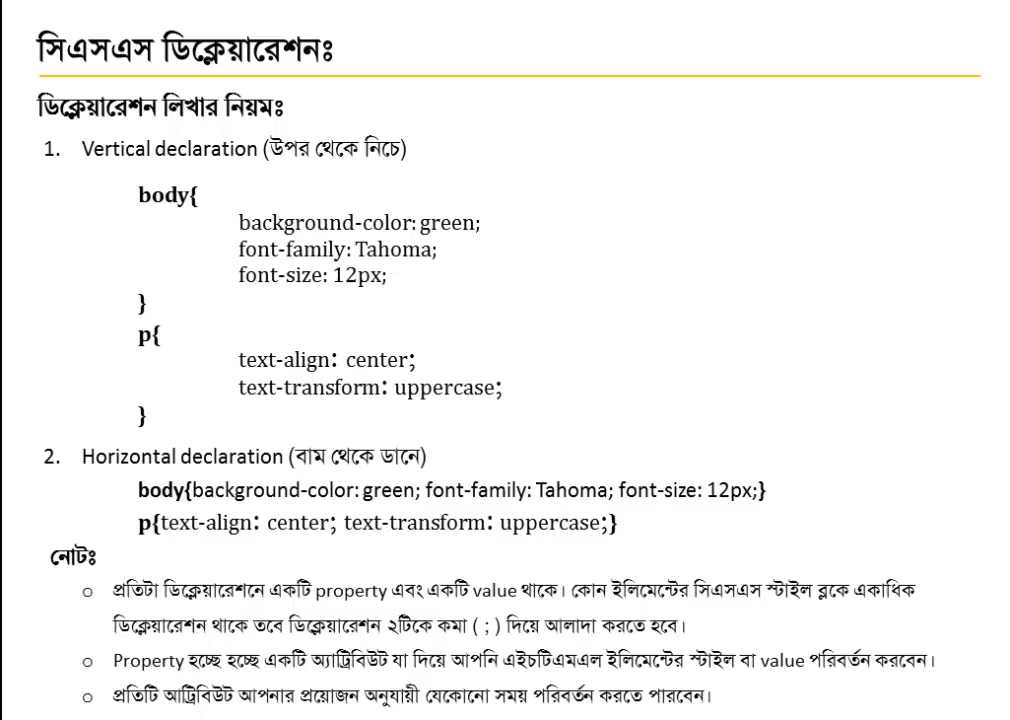 সিএসএস ডিক্লেয়ারেশনঃ
ডিক্লেয়ারেশন লিখার নিয়মঃ
1. Vertical declaration (উপর থেকে নিচে)
body{
background-color: green;
font-family: Tahoma;
font-size: 12px;
}
p{
text-align: center;
text-transform: uppercase;
}
2. Horizontal declaration (বাম থেকে ডানে)
body{background-color: green; font-family: Tahoma; font-size: 12px;}
p{text-align: center; text-transform: uppercase;}
নোটঃ
○ প্রতিটা ডিক্লেয়ারেশনে একটি property এবং একটি value থাকে। কোন ইলিমেন্টের সিএসএস স্টাইল ব্লকে একাধিক
ডিক্লেয়ারেশন থাকে তবে ডিক্লেয়ারেশন ২টিকে কমা ( ; ) দিয়ে আলাদা করতে হবে।
○ Property হচ্ছে হচ্ছে একটি অ্যাট্রিবিউট যা দিয়ে আপনি এইচটিএমএল ইলিমেন্টের স্টাইল বা value পরিবর্তন করবেন।
○ প্রতিটি আট্রিবিউট আপনার প্রয়োজন অনুযায়ী যেকোনো সময় পরিবর্তন করতে পারবেন।